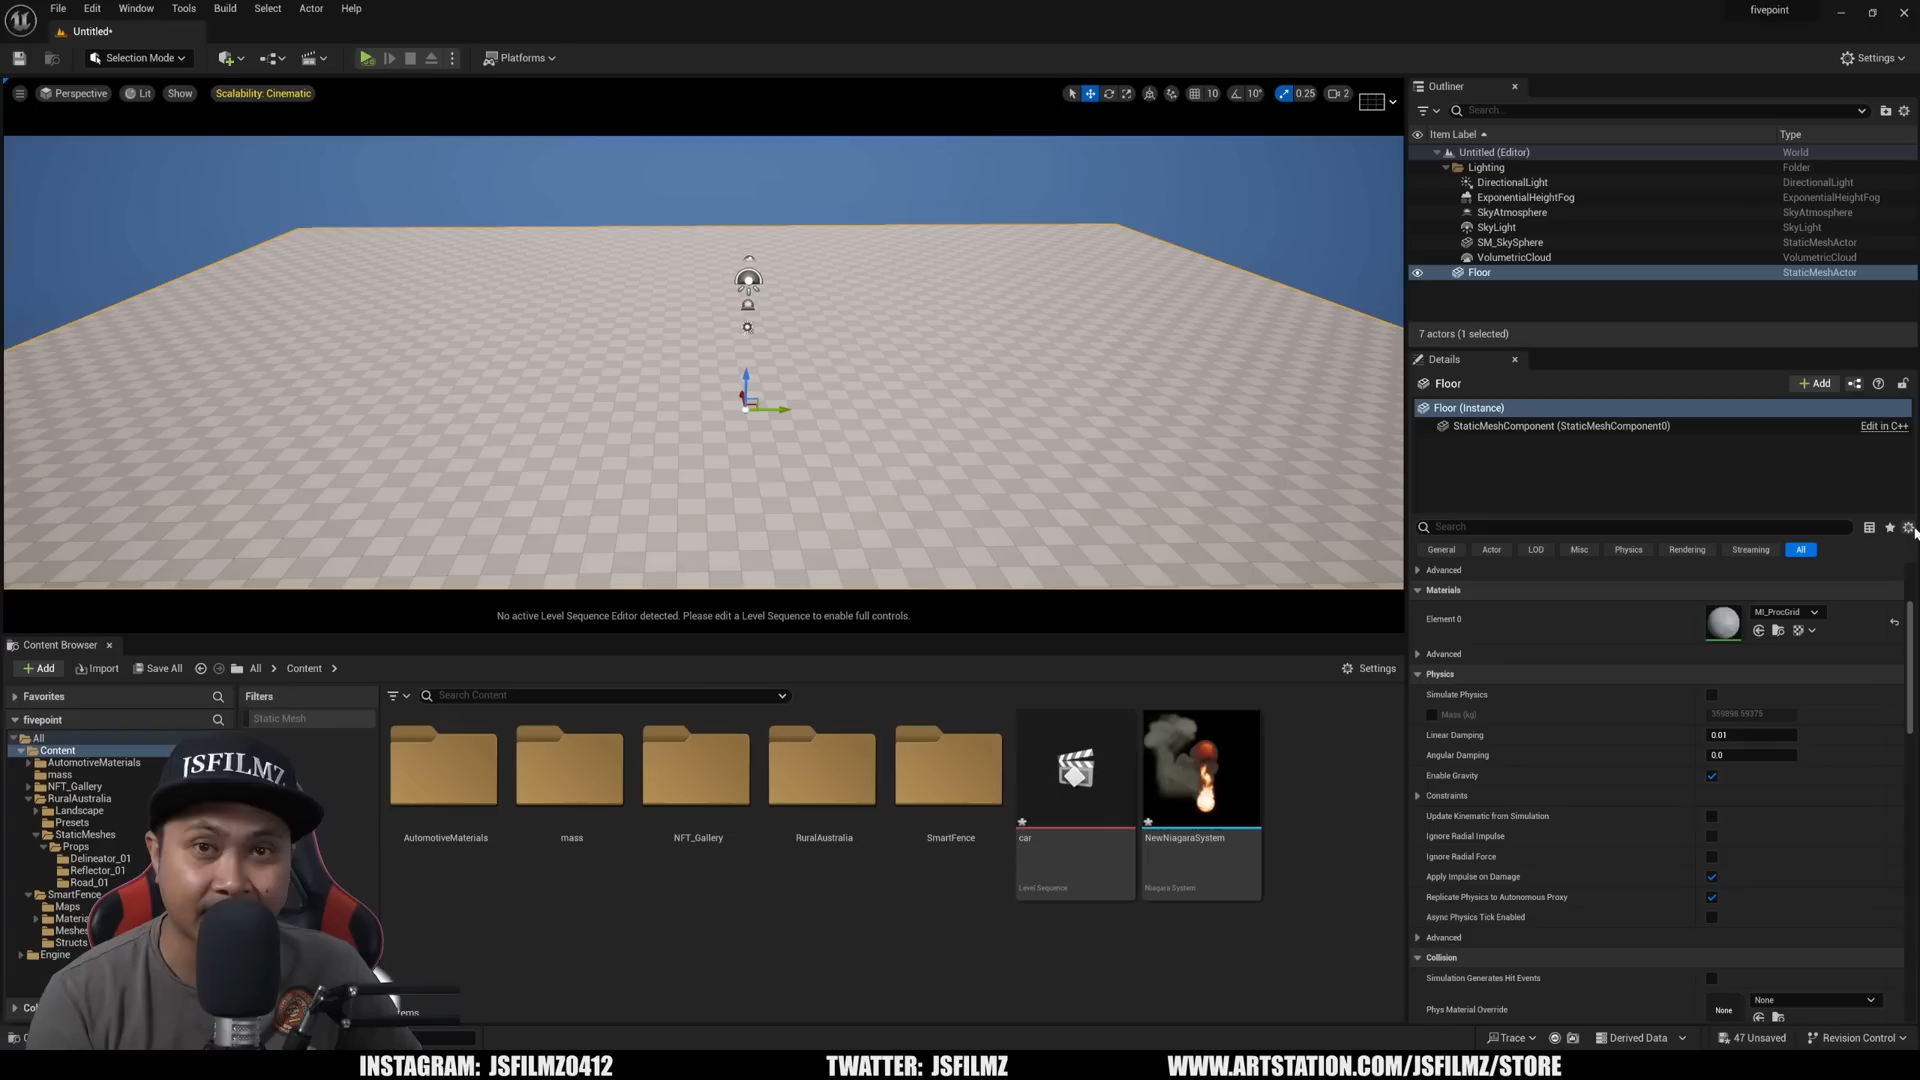 File Edit Window Tools Build Select Actor Help
fivepoint
Untitled*
Selection Mode
Platforms
Settings
Perspective Lit Show Scalability: Cinematic
10 10° 0.25 2
No active Level Sequence Editor detected. Please edit a Level Sequence to enable full controls.
Outliner
Search...
Item Label Type
Untitled (Editor) World
Lighting Folder
DirectionalLight DirectionalLight
ExponentialHeightFog ExponentialHeightFog
SkyAtmosphere SkyAtmosphere
SkyLight SkyLight
SM_SkySphere StaticMeshActor
VolumetricCloud VolumetricCloud
Floor StaticMeshActor
7 actors (1 selected)
Details
Floor
Add
Floor (Instance)
StaticMeshComponent (StaticMeshComponent0) Edit in C++
Search
General Actor LOD Misc Physics Rendering Streaming All
Advanced
Materials
Element 0 MI_ProcGrid
Advanced
Physics
Simulate Physics
Mass (kg) 359898.59375
Linear Damping 0.01
Angular Damping 0.0
Enable Gravity
Constraints
Update Kinematic from Simulation
Ignore Radial Impulse
Ignore Radial Force
Apply Impulse on Damage
Replicate Physics to Autonomous Proxy
Async Physics Tick Enabled
Advanced
Collision
Simulation Generates Hit Events
Phys Material Override None None
Content Browser
Add Import Save All All Content Settings
Favorites
Filters
Search Content
fivepoint
Static Mesh
All
Content
AutomotiveMaterials
mass
NFT_Gallery
RuralAustralia
Landscape
Presets
StaticMeshes
Props
Delineator_01
Reflector_01
Road_01
SmartFence
Maps
Materia
Meshes
Structs
Engine
AutomotiveMaterials mass NFT_Gallery RuralAustralia SmartFence
car
Level Sequence
NewNiagaraSystem
Niagara System
JSFILMZ
Trace Derived Data 47 Unsaved Revision Control
INSTAGRAM: JSFILMZ0412 TWATTER: JSFILMZ WWW.ARTSTATION.COM/JSFILMZ/STORE